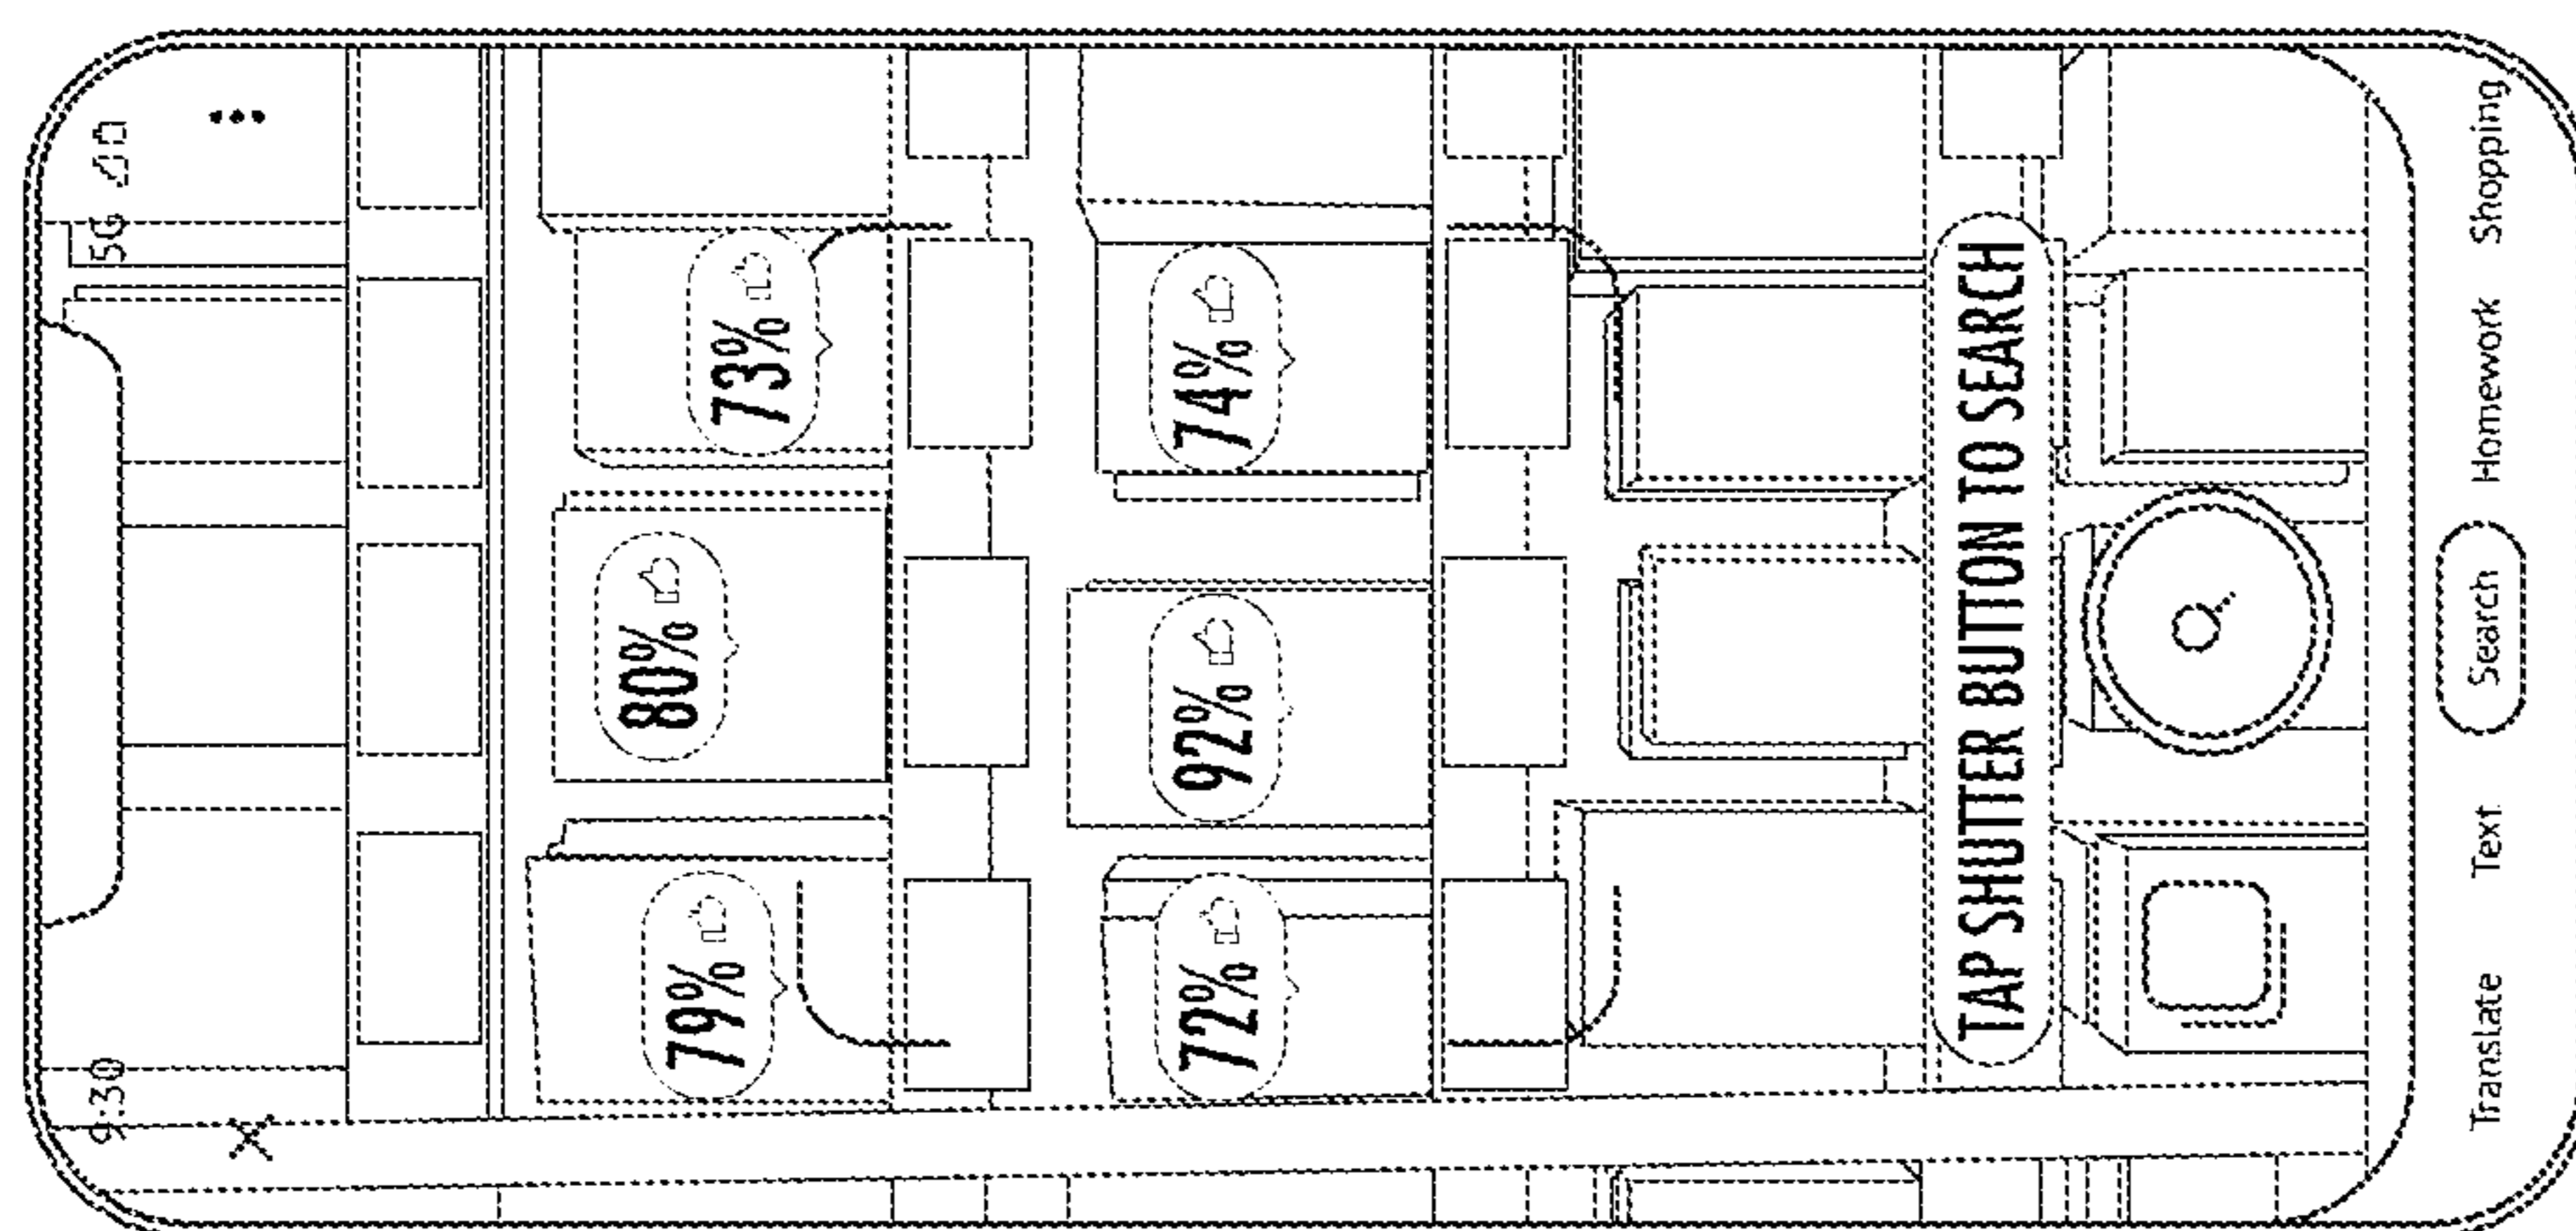 9:30 5G
79% 80% 73%
72% 92% 74%
TAP SHUTTER BUTTON TO SEARCH
Translate Text Search Homework Shopping